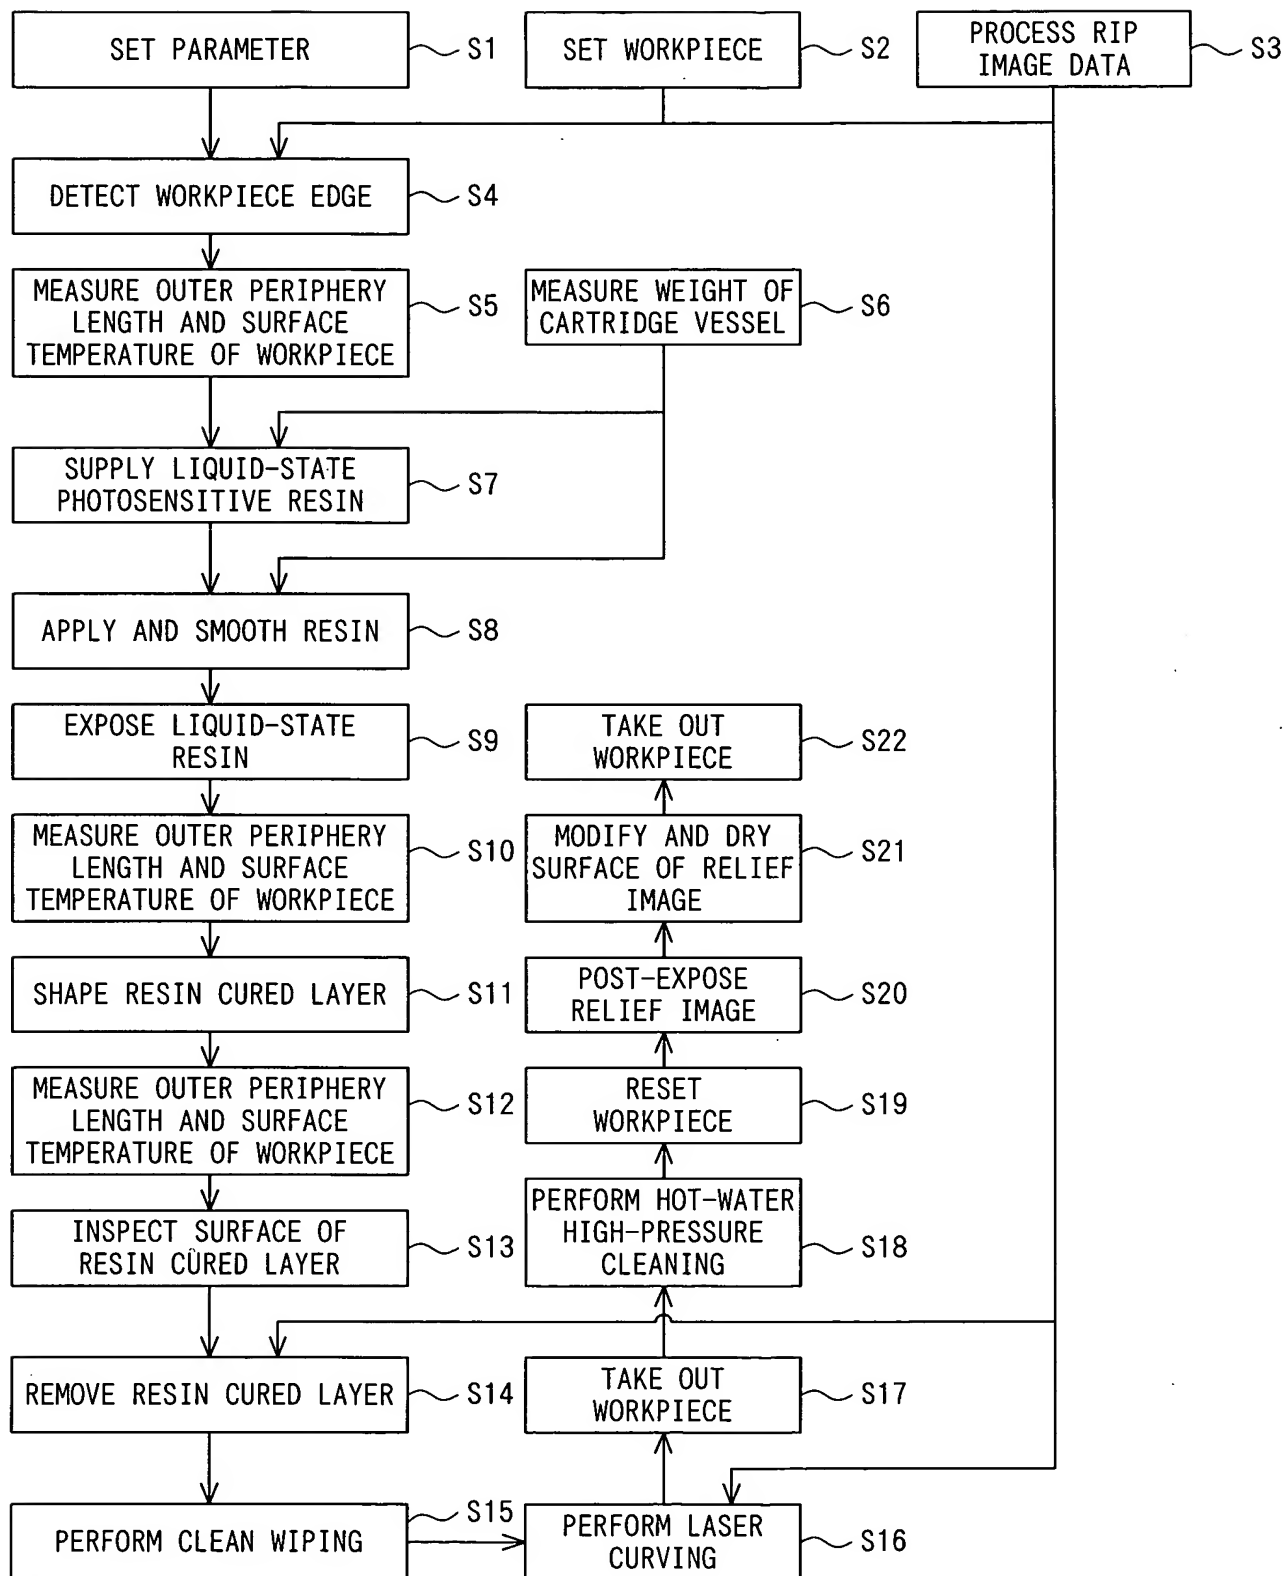 SET PARAMETER
S1
SET WORKPIECE
S2
PROCESS RIP
IMAGE DATA
S3
DETECT WORKPIECE EDGE
S4
MEASURE OUTER PERIPHERY
LENGTH AND SURFACE
TEMPERATURE OF WORKPIECE
S5
MEASURE WEIGHT OF
CARTRIDGE VESSEL
S6
SUPPLY LIQUID-STATE
PHOTOSENSITIVE RESIN
S7
APPLY AND SMOOTH RESIN
S8
EXPOSE LIQUID-STATE
RESIN
S9
TAKE OUT
WORKPIECE
S22
MEASURE OUTER PERIPHERY
LENGTH AND SURFACE
TEMPERATURE OF WORKPIECE
S10
MODIFY AND DRY
SURFACE OF RELIEF
IMAGE
S21
SHAPE RESIN CURED LAYER
S11
POST-EXPOSE
RELIEF IMAGE
S20
MEASURE OUTER PERIPHERY
LENGTH AND SURFACE
TEMPERATURE OF WORKPIECE
S12
RESET
WORKPIECE
S19
INSPECT SURFACE OF
RESIN CURED LAYER
S13
PERFORM HOT-WATER
HIGH-PRESSURE
CLEANING
S18
REMOVE RESIN CURED LAYER
S14
TAKE OUT
WORKPIECE
S17
PERFORM CLEAN WIPING
S15
PERFORM LASER
CURVING
S16